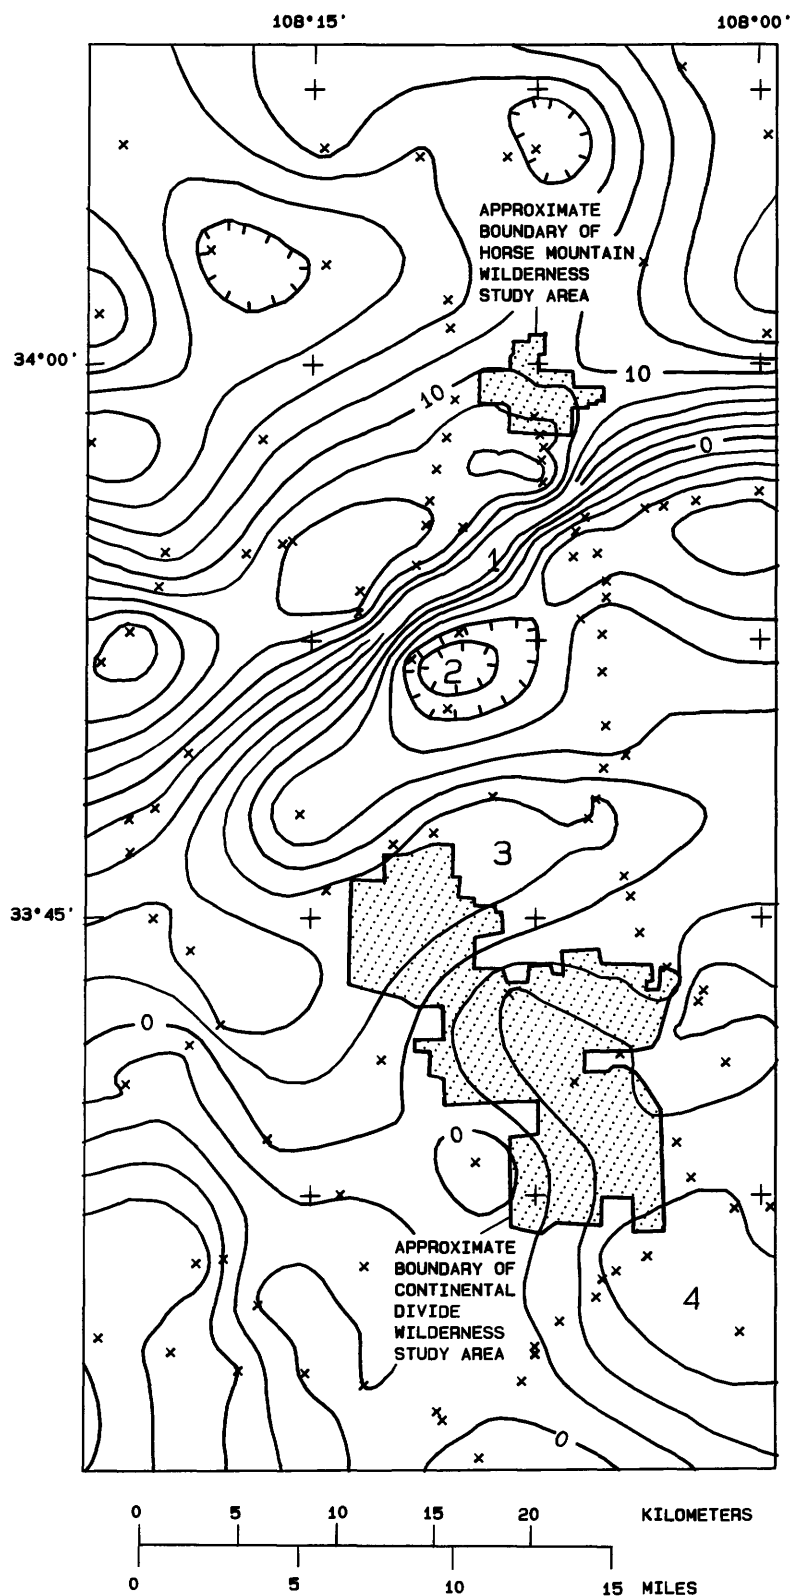 108°15'
108°00'
APPROXIMATE
BOUNDARY OF
HORSE MOUNTAIN
WILDERNESS
STUDY AREA
34°00'
10
10
0
1
2
3
33°45'
0
0
APPROXIMATE
BOUNDARY OF
CONTINENTAL
DIVIDE
WILDERNESS
STUDY AREA
4
0
0 5 10 15 20 KILOMETERS
0 5 10 15 MILES